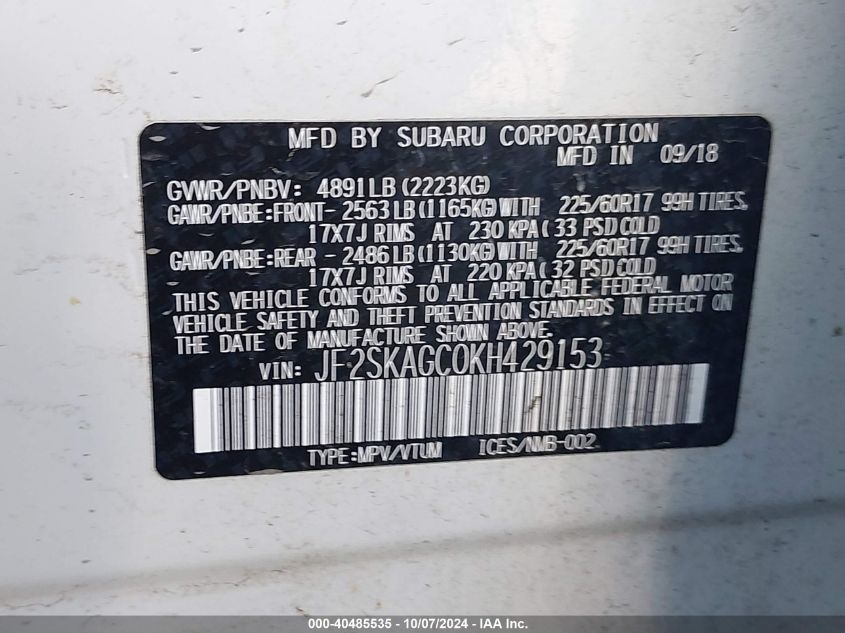 MFD BY SUBARU CORPORATION
MFD IN 09/18
GVWR/PNBV: 4891LB (2223KG)
GAWR/PNBE:FRONT- 2563LB(1165KG)WITH 225/60R17 99H TIRES,
17X7J RIMS AT 230 KPA( 33 PSI)COLD
GAWR/PNBE:REAR - 2486LB(1130KG)WITH 225/60R17 99H TIRES,
17X7J RIMS AT 220 KPA( 32 PSI)COLD
THIS VEHICLE CONFORMS TO ALL APPLICABLE FEDERAL MOTOR
VEHICLE SAFETY AND THEFT PREVENTION STANDARDS IN EFFECT ON
THE DATE OF MANUFACTURE SHOWN ABOVE.
VIN: JF2SKAGC0KH429153
TYPE:MPV/VTUM ICES/NMB-002
000-40485535 - 10/07/2024 - IAA Inc.